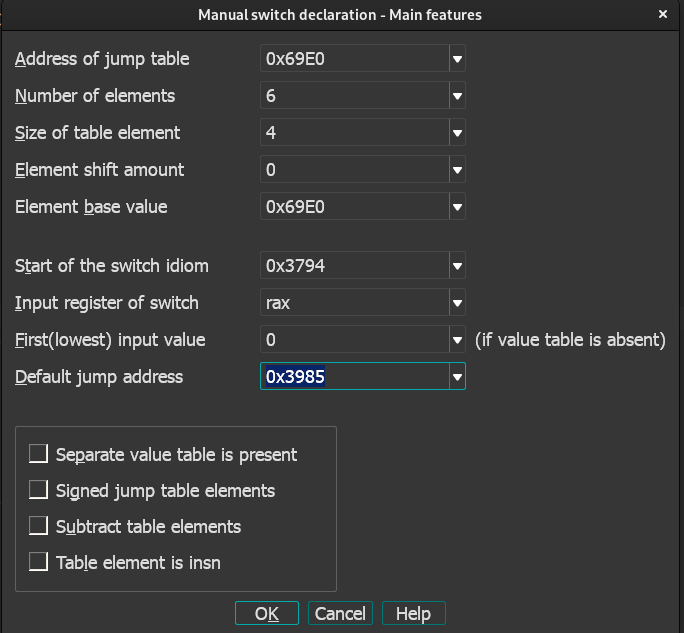 Manual switch declaration - Main features ×
Address of jump table 0x69E0
Number of elements 6
Size of table element 4
Element shift amount 0
Element base value 0x69E0
Start of the switch idiom 0x3794
Input register of switch rax
First(lowest) input value 0 (if value table is absent)
Default jump address 0x3985
Separate value table is present
Signed jump table elements
Subtract table elements
Table element is insn
OK Cancel Help